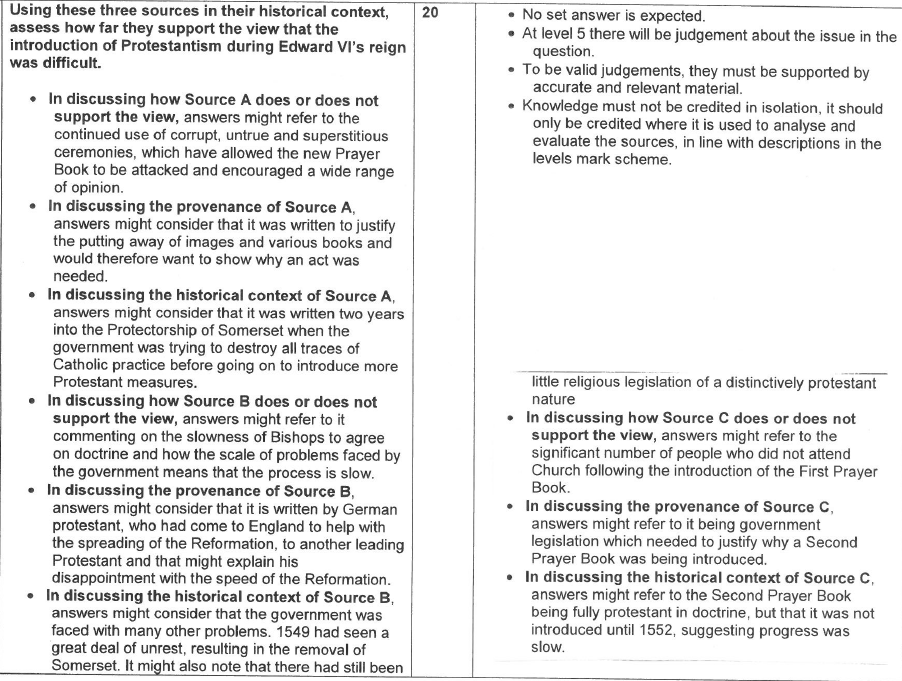 Using these three sources in their historical context,
assess how far they support the view that the
introduction of Protestantism during Edward VI's reign
was difficult.
• In discussing how Source A does or does not
support the view, answers might refer to the
continued use of corrupt, untrue and superstitious
ceremonies, which have allowed the new Prayer
Book to be attacked and encouraged a wide range
of opinion.
• In discussing the provenance of Source A,
answers might consider that it was written to justify
the putting away of images and various books and
would therefore want to show why an act was
needed.
• In discussing the historical context of Source A,
answers might consider that it was written two years
into the Protectorship of Somerset when the
government was trying to destroy all traces of
Catholic practice before going on to introduce more
Protestant measures.
• In discussing how Source B does or does not
support the view, answers might refer to it
commenting on the slowness of Bishops to agree
on doctrine and how the scale of problems faced by
the government means that the process is slow.
• In discussing the provenance of Source B,
answers might consider that it is written by German
protestant, who had come to England to help with
the spreading of the Reformation, to another leading
Protestant and that might explain his
disappointment with the speed of the Reformation.
• In discussing the historical context of Source B,
answers might consider that the government was
faced with many other problems. 1549 had seen a
great deal of unrest, resulting in the removal of
Somerset. It might also note that there had still been
20
• No set answer is expected.
• At level 5 there will be judgement about the issue in the
question.
• To be valid judgements, they must be supported by
accurate and relevant material.
• Knowledge must not be credited in isolation, it should
only be credited where it is used to analyse and
evaluate the sources, in line with descriptions in the
levels mark scheme.
little religious legislation of a distinctively protestant
nature
• In discussing how Source C does or does not
support the view, answers might refer to the
significant number of people who did not attend
Church following the introduction of the First Prayer
Book.
• In discussing the provenance of Source C,
answers might refer to it being government
legislation which needed to justify why a Second
Prayer Book was being introduced.
• In discussing the historical context of Source C,
answers might refer to the Second Prayer Book
being fully protestant in doctrine, but that it was not
introduced until 1552, suggesting progress was
slow.